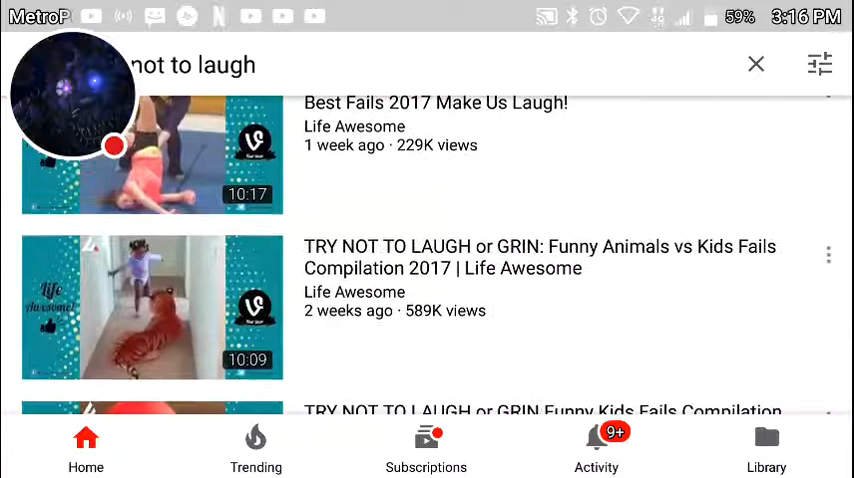 MetroP
N
4G
59% 3:16 PM
not to laugh
Best Fails 2017 Make Us Laugh!
Life Awesome
1 week ago · 229K views
10:17
TRY NOT TO LAUGH or GRIN: Funny Animals vs Kids Fails
Compilation 2017 | Life Awesome
Life Awesome
2 weeks ago · 589K views
Life
Awesome!
10:09
TRY NOT TO LAUGH or GRIN Funny Kids Fails Compilation
9+
Home
Trending
Subscriptions
Activity
Library